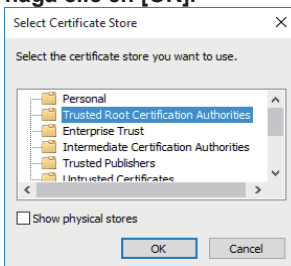 haga clic en [OK].
Select Certificate Store
Select the certificate store you want to use.
Personal
Trusted Root Certification Authorities
Enterprise Trust
Intermediate Certification Authorities
Trusted Publishers
Untrusted Certificates
Show physical stores
OK
Cancel